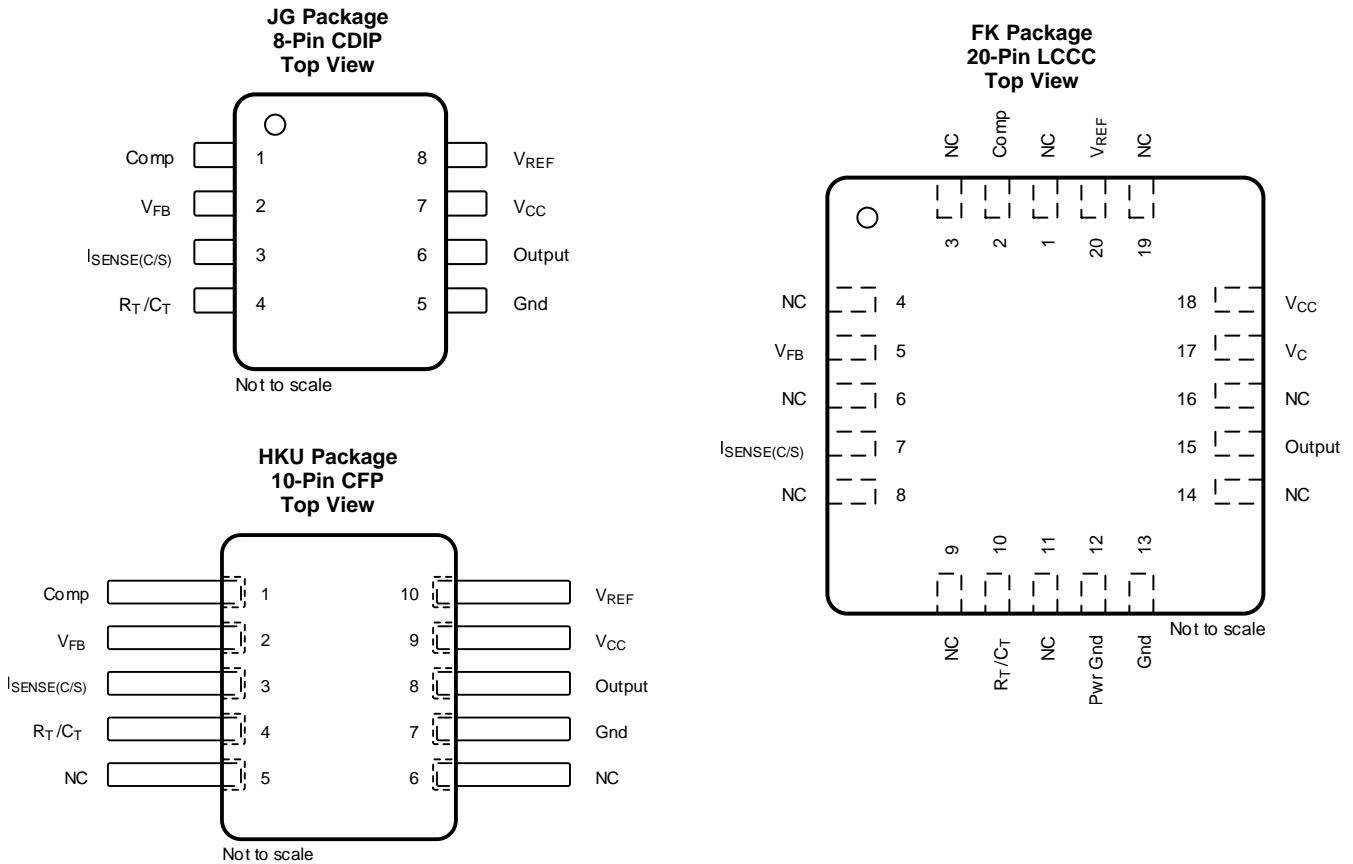 JG Package
8-Pin CDIP
Top View
Comp 1 8 VREF
VFB 2 7 VCC
ISENSE(C/S) 3 6 Output
RT/CT 4 5 Gnd
Not to scale
HKU Package
10-Pin CFP
Top View
Comp 1 10 VREF
VFB 2 9 VCC
ISENSE(C/S) 3 8 Output
RT/CT 4 7 Gnd
NC 5 6 NC
Not to scale
FK Package
20-Pin LCCC
Top View
NC Comp NC VREF NC
3 2 1 20 19
NC 4 18 VCC
VFB 5 17 VC
NC 6 16 NC
ISENSE(C/S) 7 15 Output
NC 8 14 NC
9 10 11 12 13
NC RT/CT NC Pwr Gnd Gnd
Not to scale